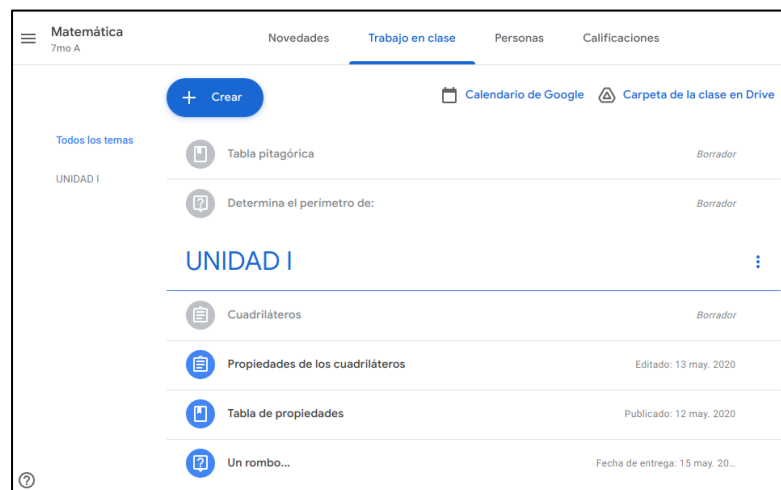 Matemática
7mo A
Novedades Trabajo en clase Personas Calificaciones
+ Crear
Calendario de Google Carpeta de la clase en Drive
Todos los temas
UNIDAD I
Tabla pitagórica Borrador
Determina el perimetro de: Borrador
UNIDAD I
Cuadriláteros Borrador
Propiedades de los cuadriláteros Editado: 13 may. 2020
Tabla de propiedades Publicado: 12 may. 2020
Un rombo... Fecha de entrega: 15 may. 20...